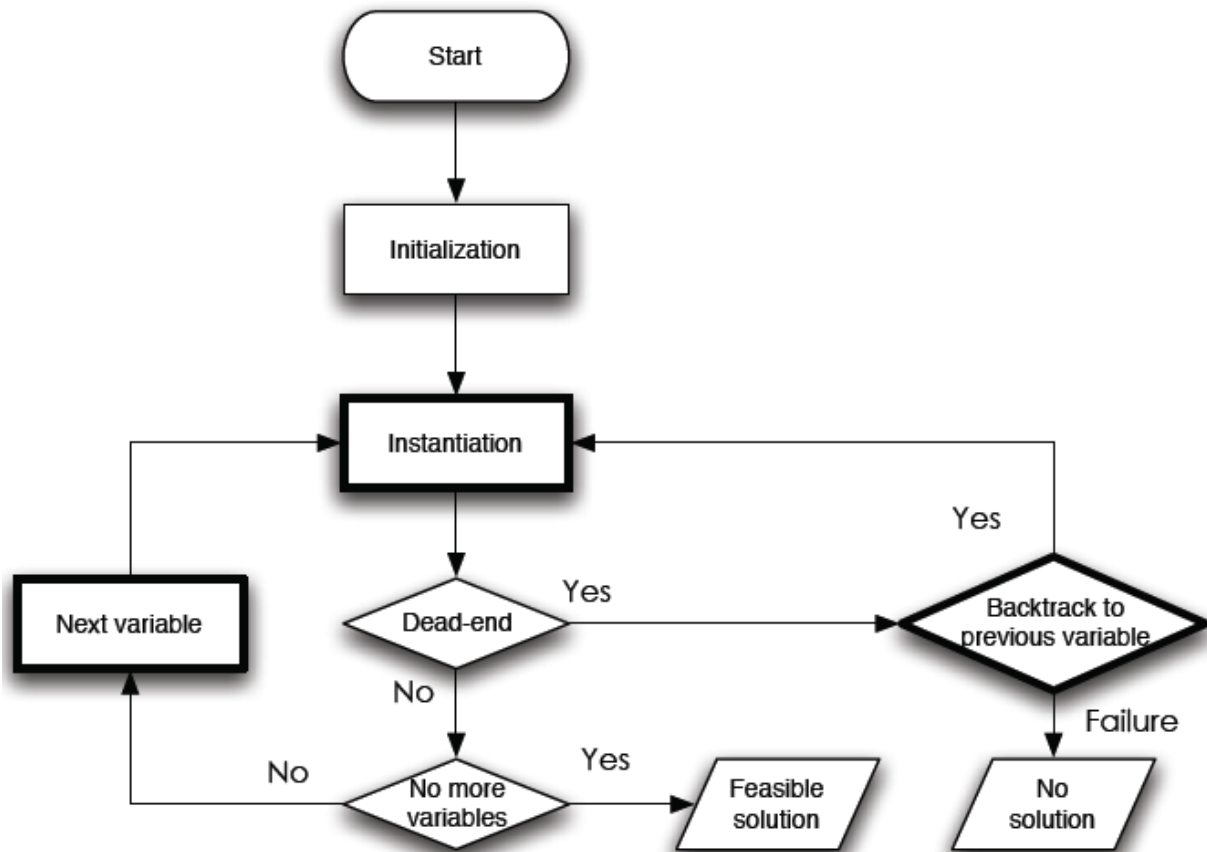 Start
Initialization
Instantiation
Yes
Next variable
Dead-end
Yes
Backtrack to
previous variable
No
Failure
No
No more
variables
Yes
Feasible
solution
No
solution